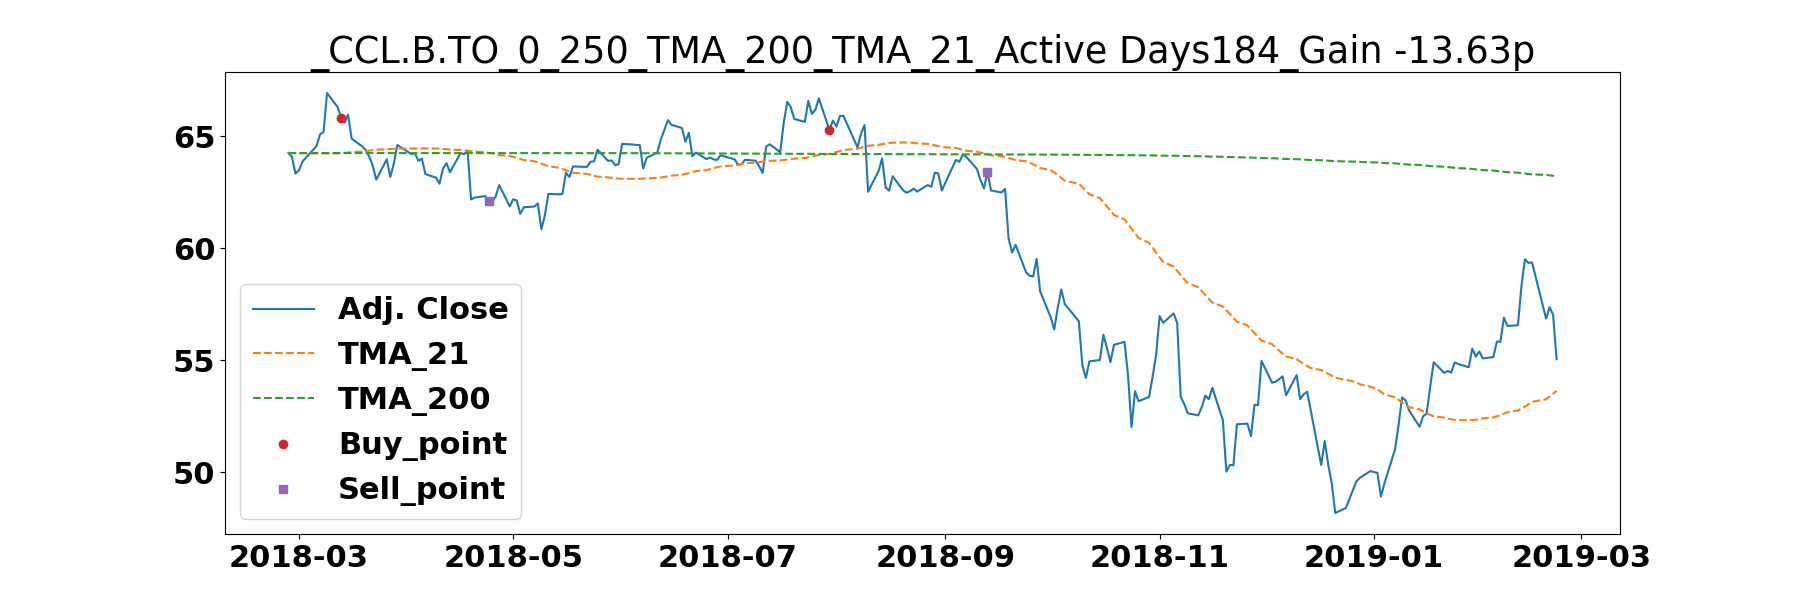 _CCL.B.TO_0_250_TMA_200_TMA_21_Active Days184_Gain -13.63p
65
60
55
50
Adj. Close
TMA_21
TMA_200
Buy_point
Sell_point
2018-03 2018-05 2018-07 2018-09 2018-11 2019-01 2019-03